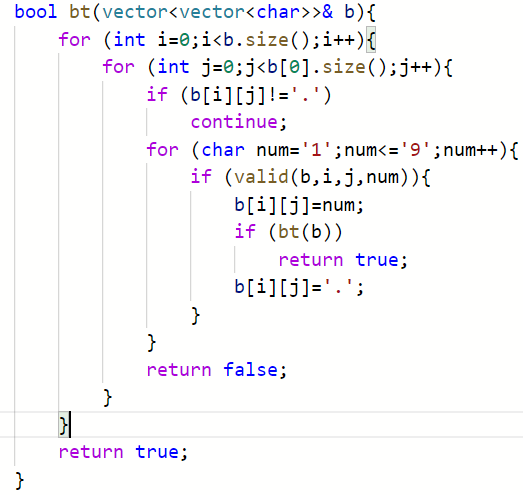 bool bt(vector<vector<char>>& b){
    for (int i=0;i<b.size();i++){
        for (int j=0;j<b[0].size();j++){
            if (b[i][j]!='.')
                continue;
            for (char num='1';num<='9';num++){
                if (valid(b,i,j,num)){
                    b[i][j]=num;
                    if (bt(b))
                        return true;
                    b[i][j]='.';
                }
            }
            return false;
        }
    }
    return true;
}